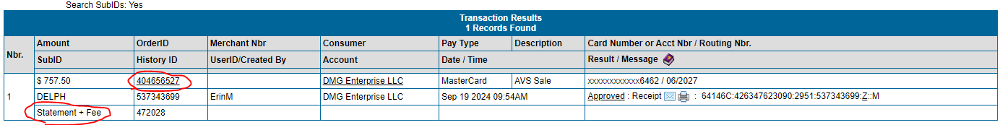 Search SubIDs: Yes
Transaction Results
1 Records Found
Nbr. Amount OrderID Merchant Nbr Consumer Pay Type Description Card Number or Acct Nbr / Routing Nbr.
SubID History ID UserID/Created By Account Date / Time Result / Message
$ 757.50 404656527 DMG Enterprise LLC MasterCard AVS Sale xxxxxxxxxxxx6462 / 06/2027
1 DELPH 537343699 ErinM DMG Enterprise LLC Sep 19 2024 09:54AM Approved : Receipt : 64146C:426347623090:2951:537343699:Z::M
Statement + Fee 472028